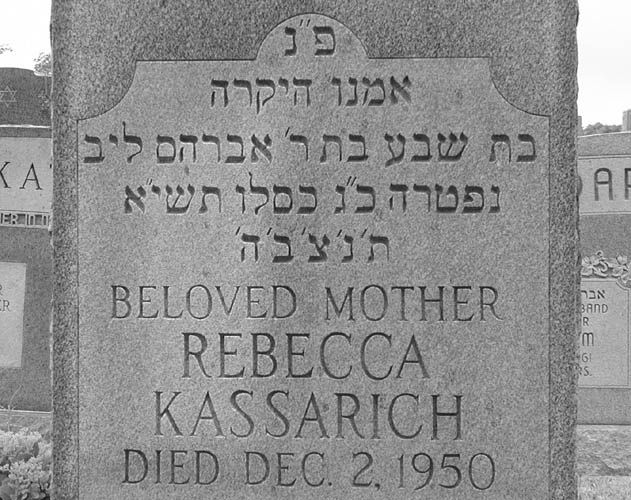 פ"נ
אמנו היקרה
בת שבע בת ר' אברהם ליב
נפטרה כ"ג כסלו תשי"א
ת'נ'צ'ב'ה'
BELOVED MOTHER
REBECCA
KASSARICH
DIED DEC. 2, 1950